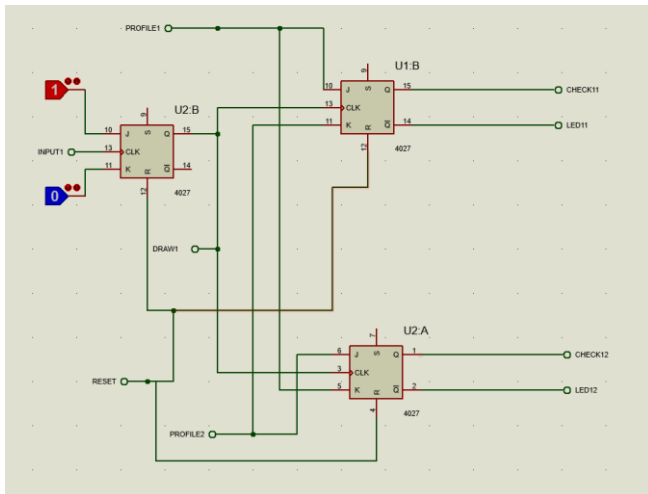 PROFILE1
U1:B
9
10 J S Q 15 CHECK11
13 CLK
11 K R Q 14 LED11
12
4027
1
U2:B
9
10 J S Q 15
INPUT1 13 CLK
11 K R Q 14
12
4027
0
DRAW1
U2:A
7
6 J S Q 1 CHECK12
3 CLK
5 K R Q 2 LED12
4
4027
RESET
PROFILE2